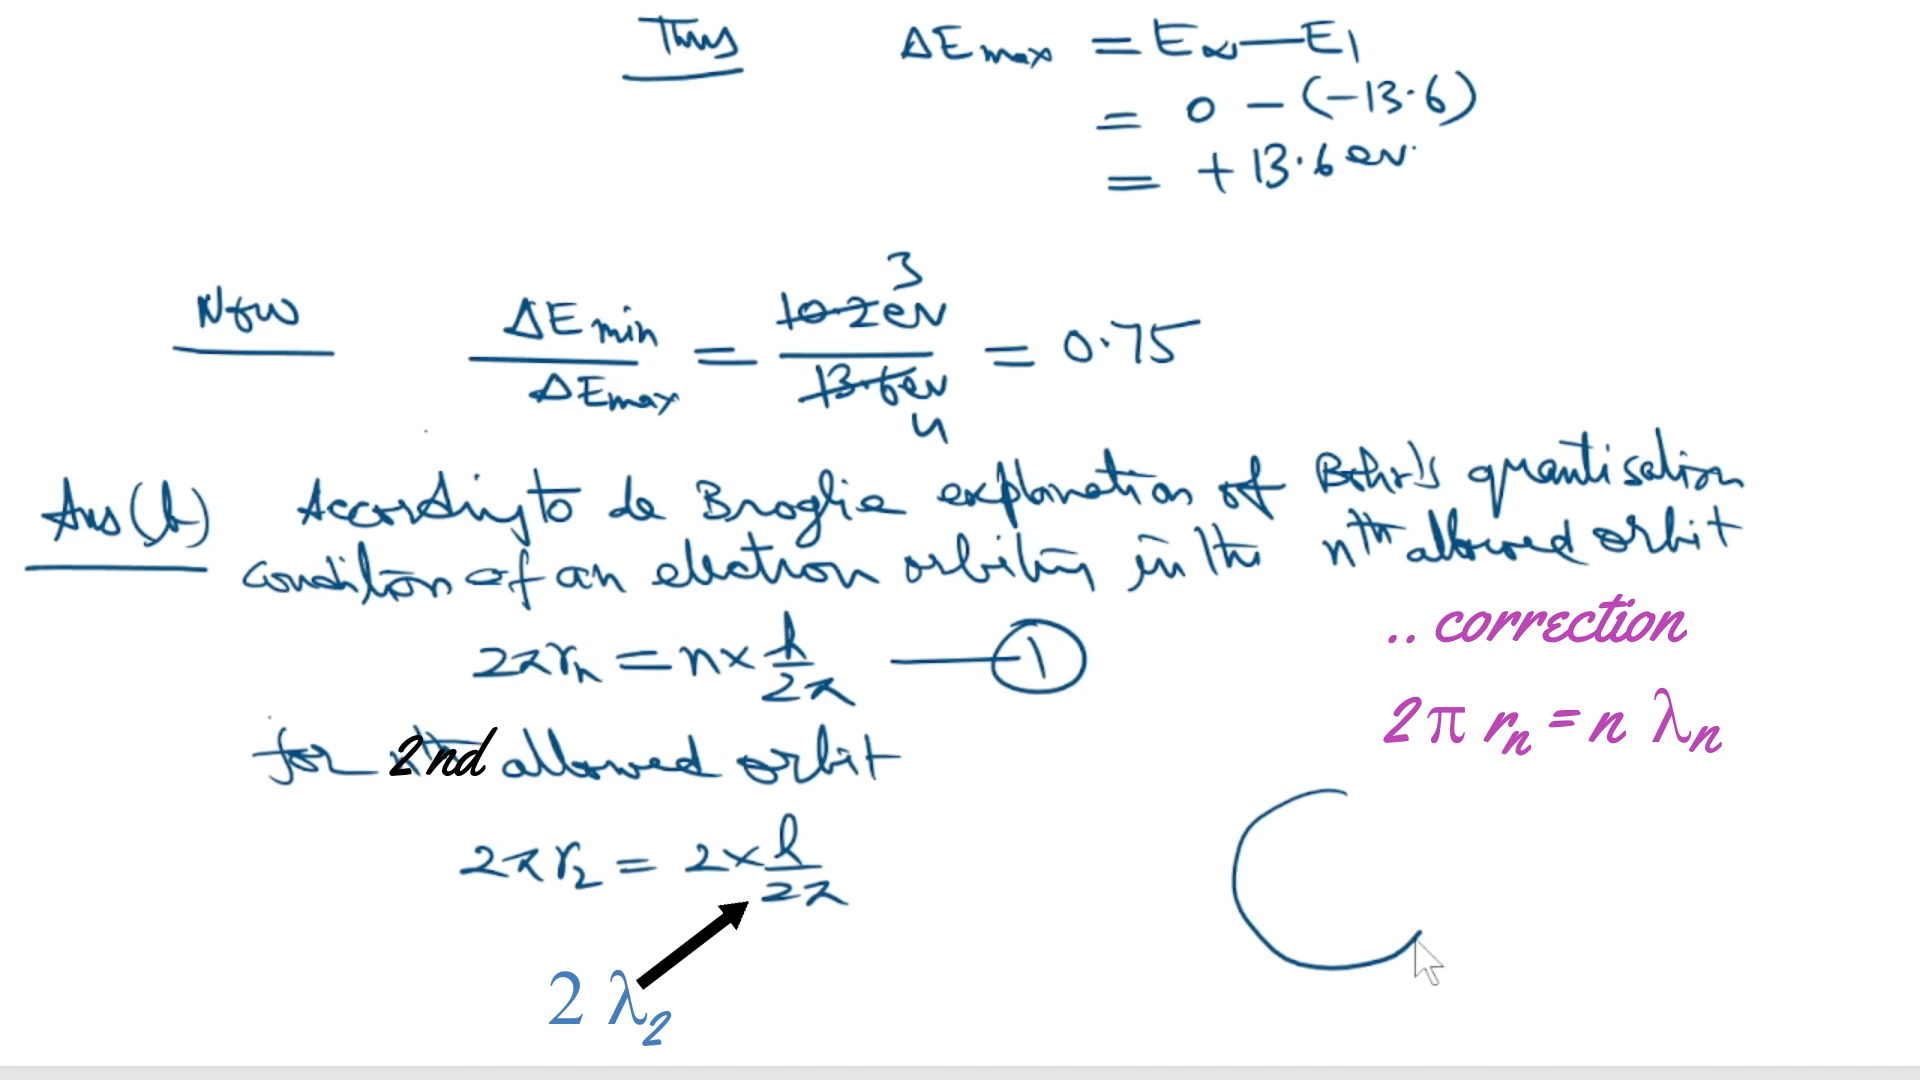 Thus ΔEmax = E∞ — E1
= 0 - (-13.6)
= +13.6 ev.
Now ΔEmin / ΔEmax = 10.2 ev / 13.6 ev = 0.75
3
4
Ans(b) According to de Broglie explanation of Bohr's quantisation
condition of an electron orbiting in the nth allowed orbit
.. correction
2πrn = n × h/2π — 1
2π rn = n λn
for 2nd allowed orbit
2πr2 = 2 × h/2π
2 λ2